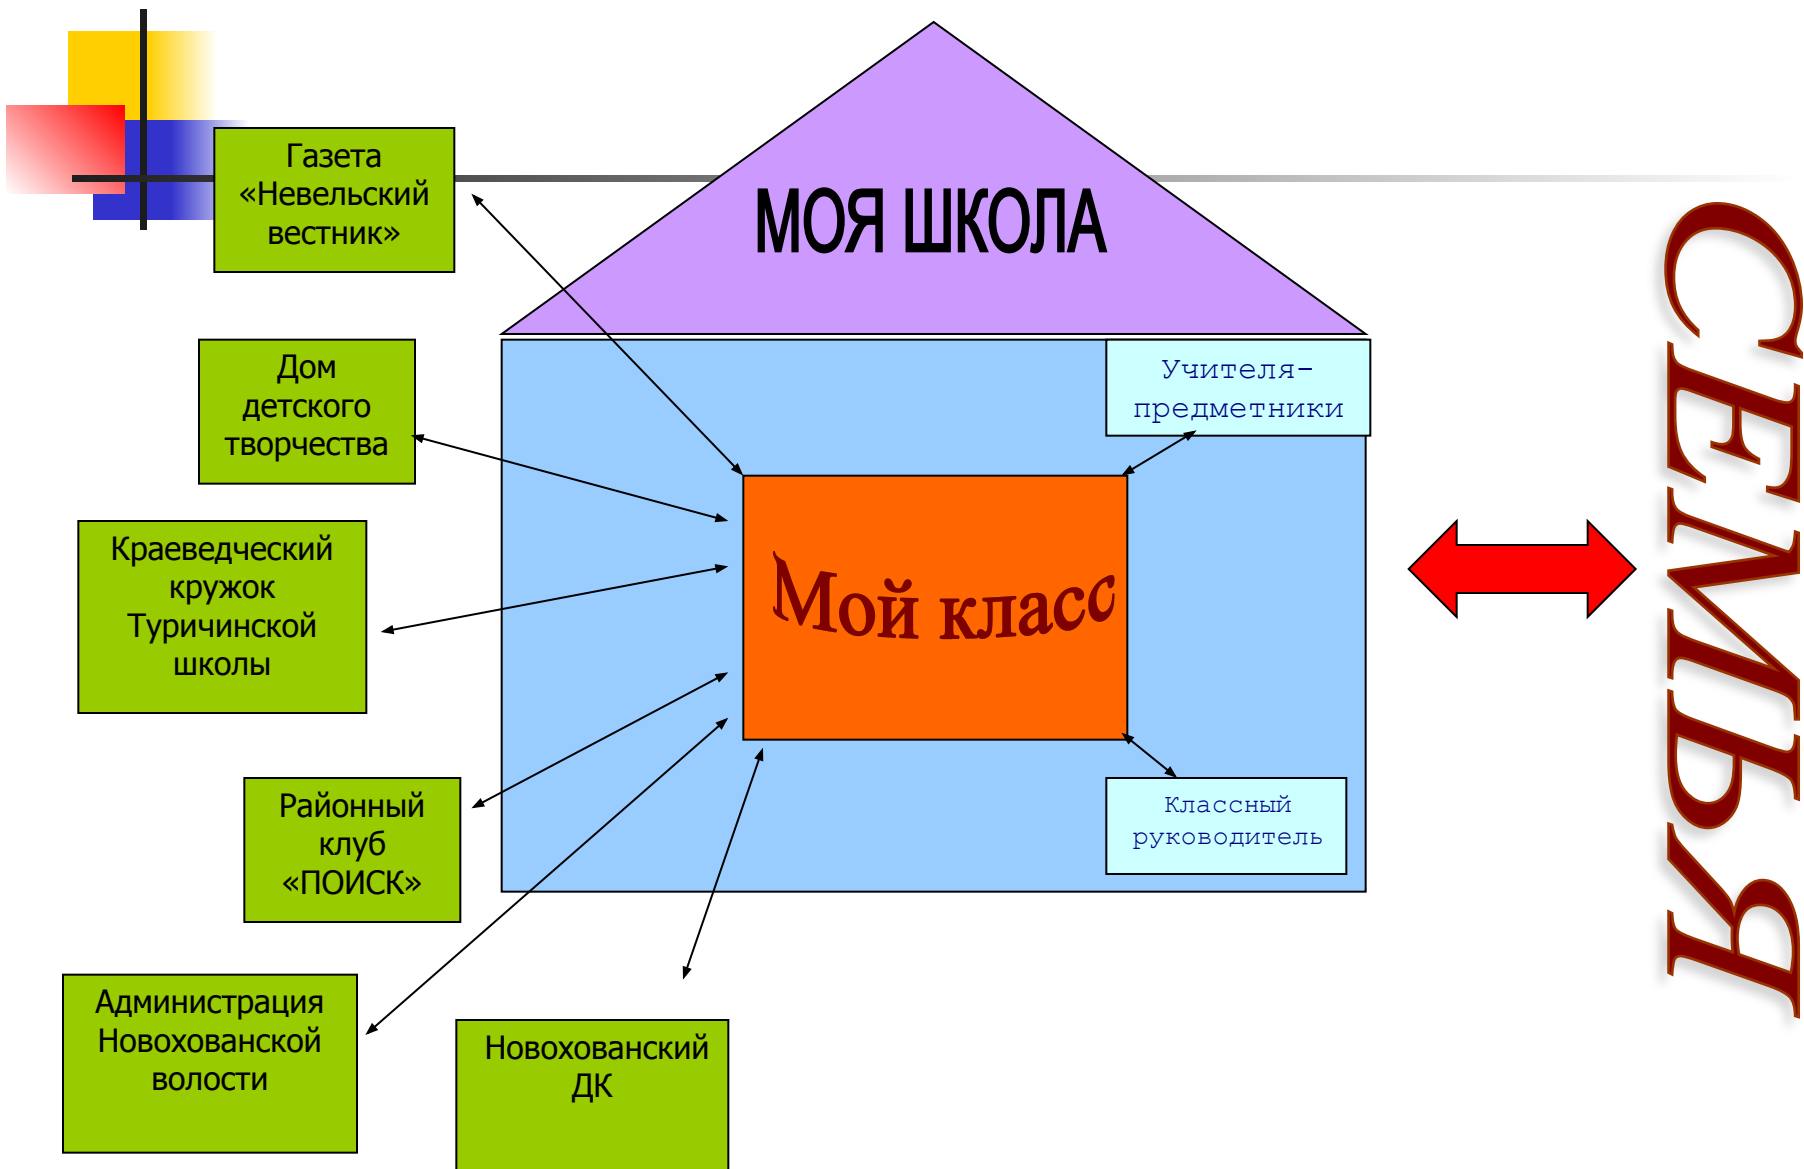 Газета
«Невельский
вестник»
МОЯ ШКОЛА
Дом
детского
творчества
Учителя-
предметники
Краеведческий
кружок
Туричинской
школы
Мой класс
СЕМЬЯ
Районный
клуб
«ПОИСК»
Классный
руководитель
Администрация
Новохованской
волости
Новохованский
ДК